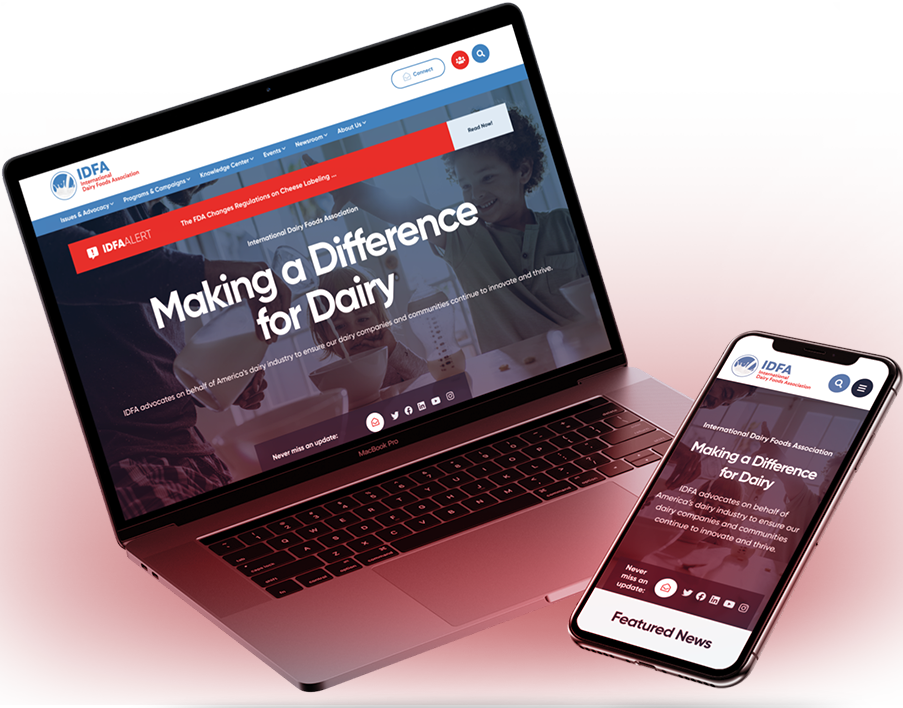 Connect
IDFA
International
Dairy Foods Association
Issues & Advocacy
Programs & Campaigns
Knowledge Center
Events
Newsroom
About Us
IDFAALERT
The FDA Changes Regulations on Cheese Labeling ...
Read Now!
International Dairy Foods Association
Making a Difference
for Dairy
IDFA advocates on behalf of America's dairy industry to ensure our dairy companies and communities continue to innovate and thrive.
Never miss an update:
MacBook Pro
IDFA
International
Dairy Foods Association
International Dairy Foods Association
Making a Difference
for Dairy
IDFA advocates on behalf of
America's dairy industry to ensure our
dairy companies and communities
continue to innovate and thrive.
Never
miss an
update:
Featured News